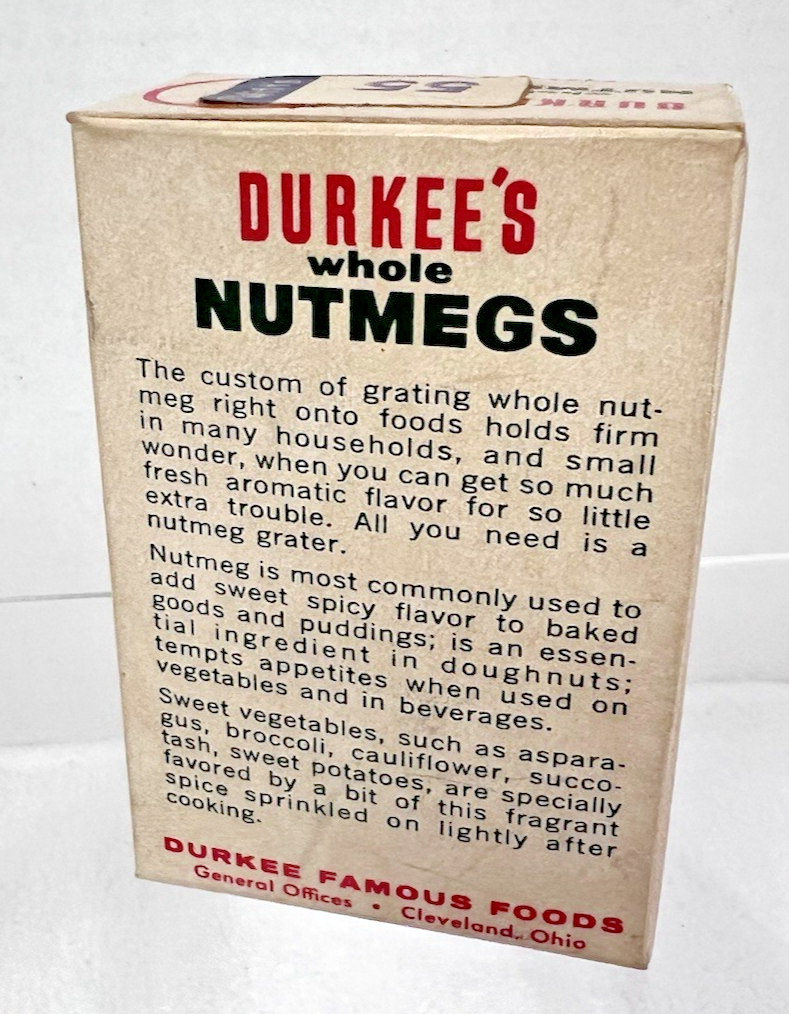 55
DURKEE'S
whole
NUTMEGS
The custom of grating whole nut-
meg right onto foods holds firm
in many households, and small
wonder, when you can get so much
fresh aromatic flavor for so little
extra trouble. All you need is a
nutmeg grater.
Nutmeg is most commonly used to
add sweet spicy flavor to baked
goods and puddings; is an essen-
tial ingredient in doughnuts;
tempts appetites when used on
vegetables and in beverages.
Sweet vegetables, such as aspara-
gus, broccoli, cauliflower, succo-
tash, sweet potatoes, are specially
favored by a bit of this fragrant
spice sprinkled on lightly after
cooking.
DURKEE FAMOUS FOODS
General Offices • Cleveland, Ohio